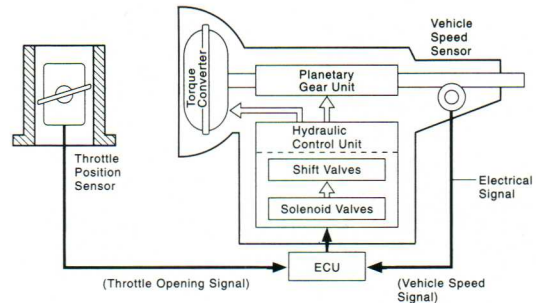 Vehicle
Speed
Sensor
Torque
Converter
Planetary
Gear Unit
Hydraulic
Control Unit
Throttle
Position
Sensor
Shift Valves
Electrical
Signal
Solenoid Valves
ECU
(Throttle Opening Signal)
(Vehicle Speed
Signal)